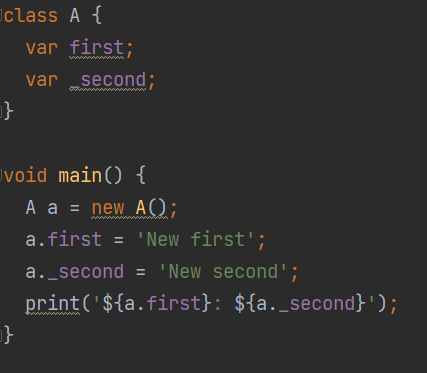 class A {
  var first;
  var _second;
}

void main() {
  A a = new A();
  a.first = 'New first';
  a._second = 'New second';
  print('${a.first}: ${a._second}');
}